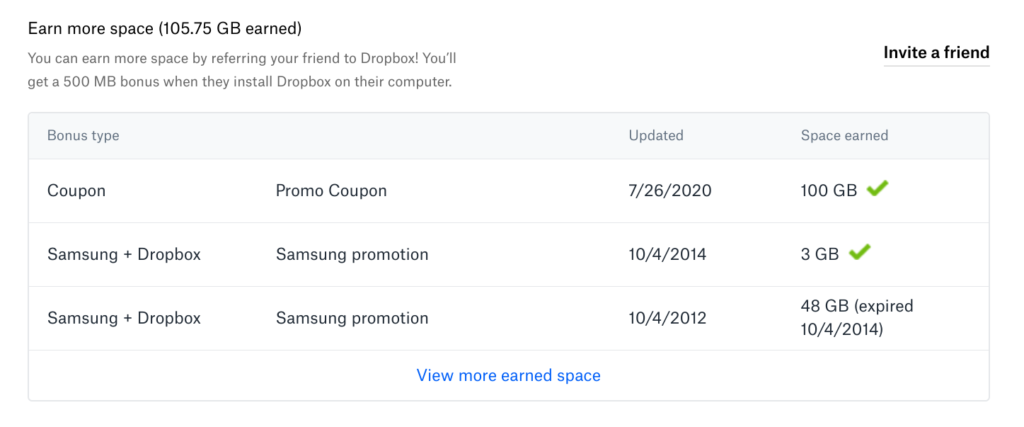 Earn more space (105.75 GB earned)
You can earn more space by referring your friend to Dropbox! You’ll
get a 500 MB bonus when they install Dropbox on their computer.
Invite a friend
Bonus type Updated Space earned
Coupon Promo Coupon 7/26/2020 100 GB
Samsung + Dropbox Samsung promotion 10/4/2014 3 GB
Samsung + Dropbox Samsung promotion 10/4/2012 48 GB (expired
10/4/2014)
View more earned space